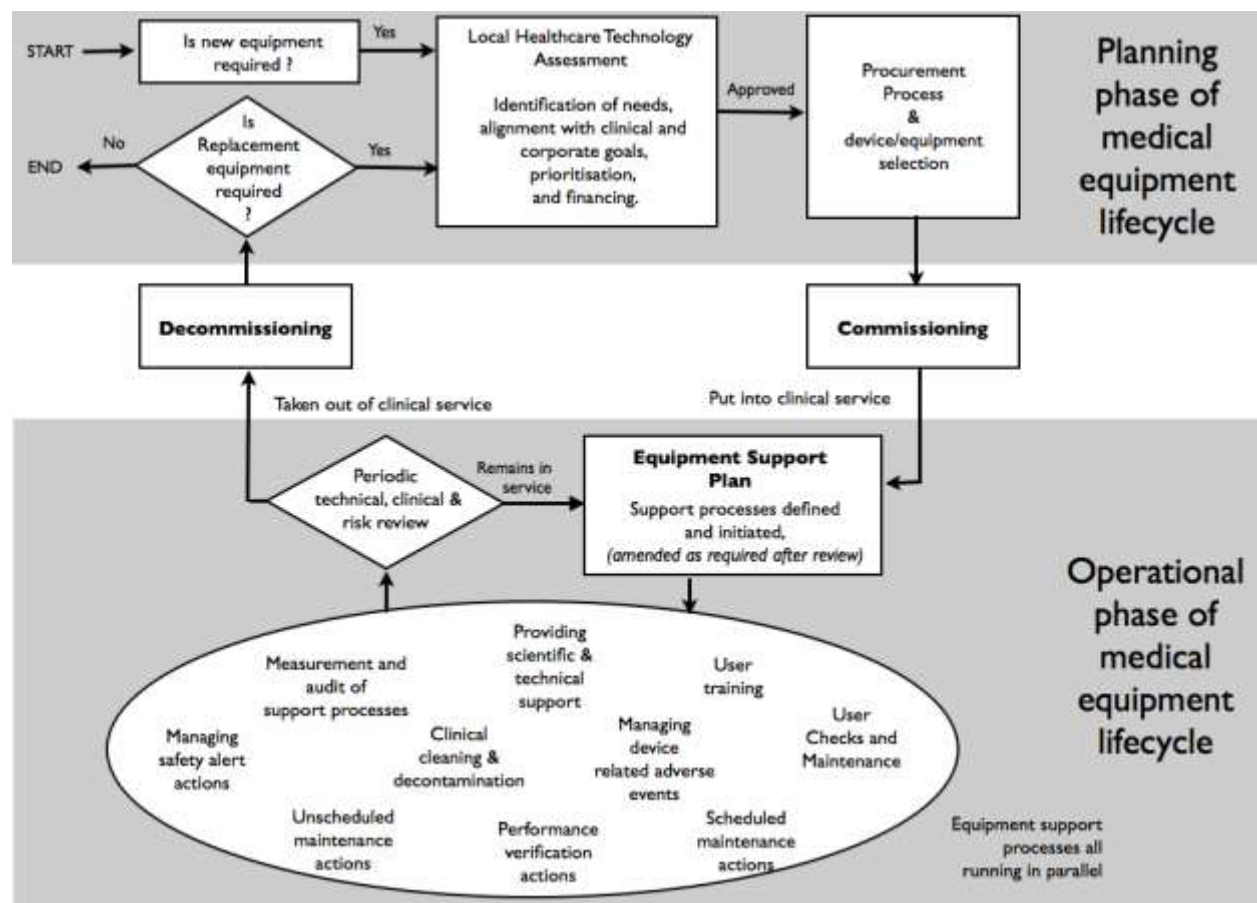 START
Is new equipment
required ?
Yes
Local Healthcare Technology
Assessment
Identification of needs,
alignment with clinical and
corporate goals,
prioritisation,
and financing.
Approved
Procurement
Process
&
device/equipment
selection
Planning
phase of
medical
equipment
lifecycle
Is
Replacement
equipment
required
?
No
END
Yes
Decommissioning
Commissioning
Taken out of clinical service
Put into clinical service
Periodic
technical, clinical &
risk review
Remains in
service
Equipment Support
Plan
Support processes defined
and initiated,
(amended as required after review)
Operational
phase of
medical
equipment
lifecycle
Measurement and
audit of
support processes
Providing
scientific &
technical
support
User
training
Managing
safety alert
actions
Clinical
cleaning &
decontamination
Managing
device
related adverse
events
User
Checks and
Maintenance
Unscheduled
maintenance
actions
Performance
verification
actions
Scheduled
maintenance
actions
Equipment support
processes all
running in parallel